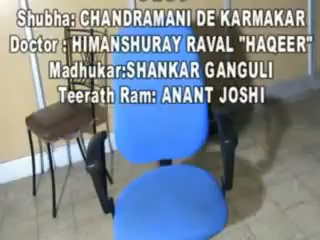 Shubha: CHANDRAMANI DE KARMAKAR
Doctor : HIMANSHURAY RAVAL "HAQEER"
Madhukar:SHANKAR GANGULI
Teerath Ram: ANANT JOSHI